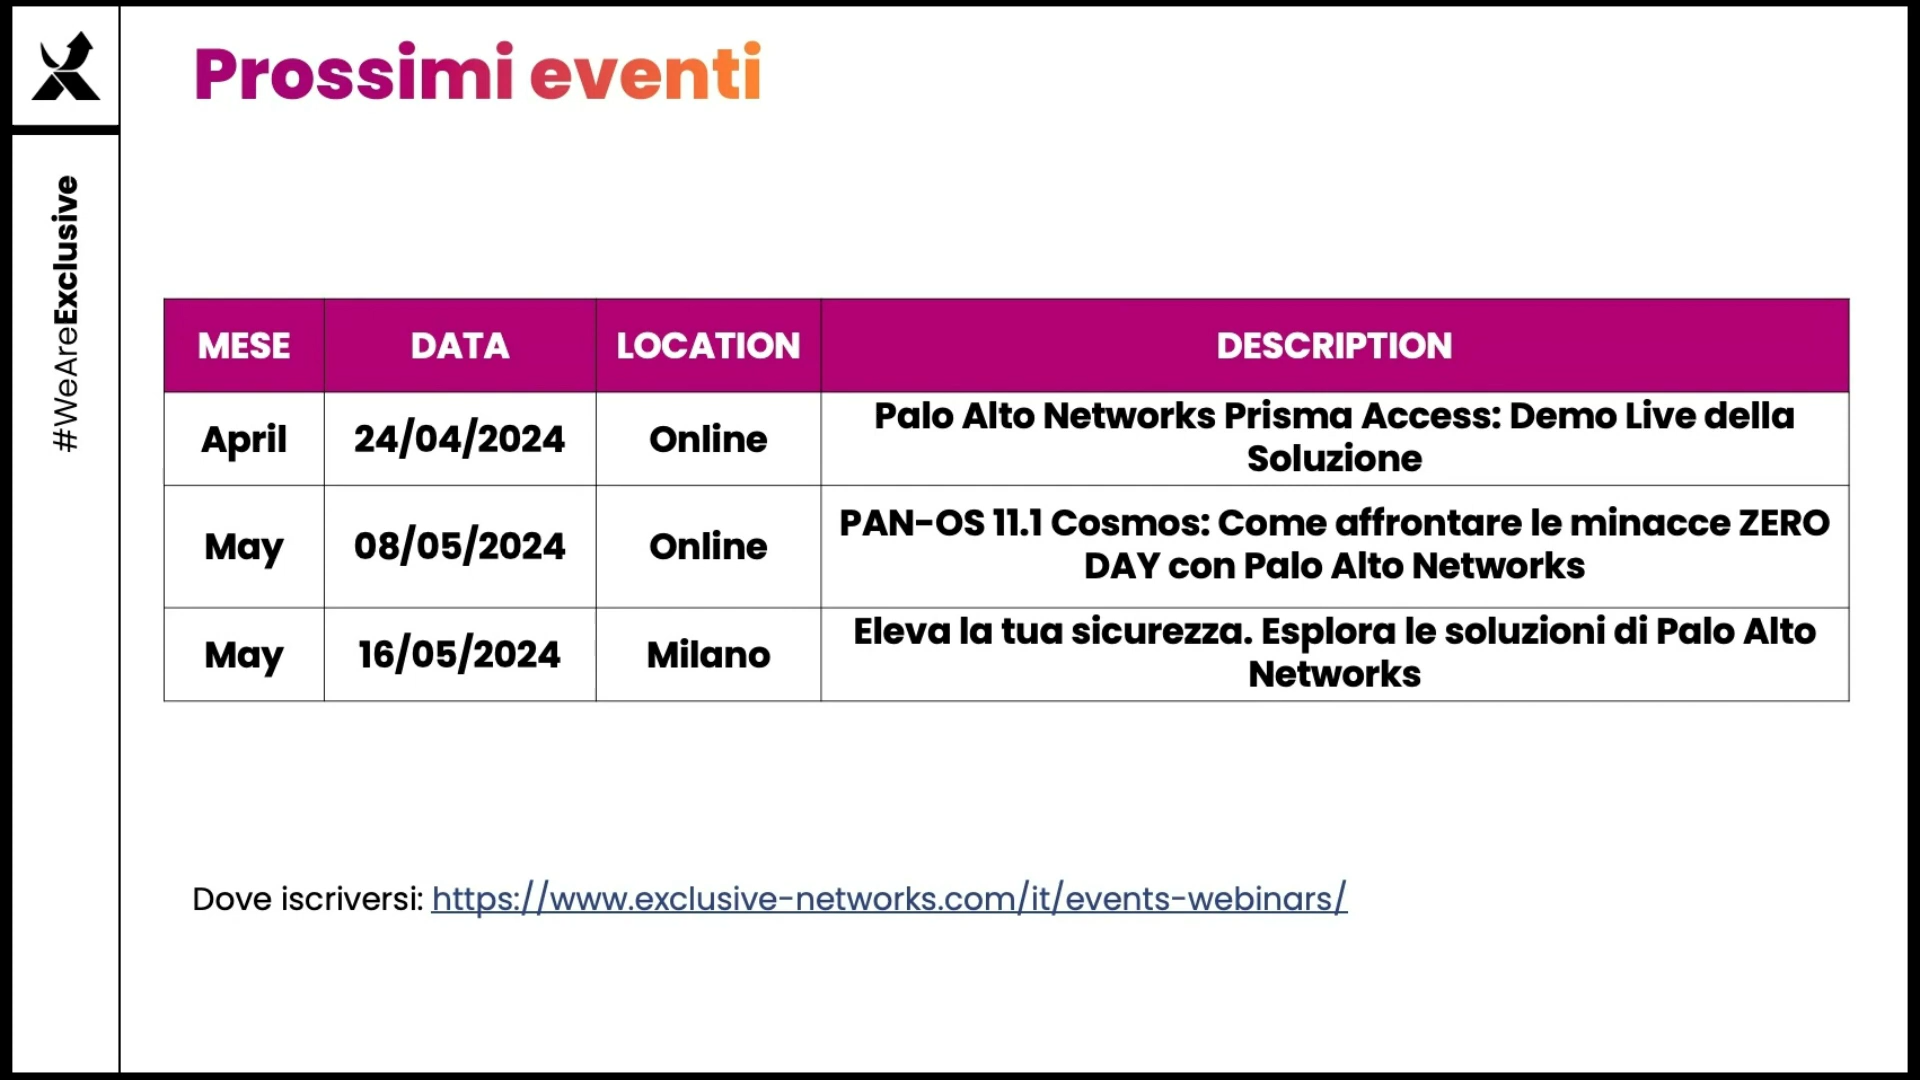 Prossimi eventi
#WeAreExclusive
MESE DATA LOCATION DESCRIPTION
April 24/04/2024 Online Palo Alto Networks Prisma Access: Demo Live della
Soluzione
May 08/05/2024 Online PAN-OS 11.1 Cosmos: Come affrontare le minacce ZERO
DAY con Palo Alto Networks
May 16/05/2024 Milano Eleva la tua sicurezza. Esplora le soluzioni di Palo Alto
Networks
Dove iscriversi: https://www.exclusive-networks.com/it/events-webinars/